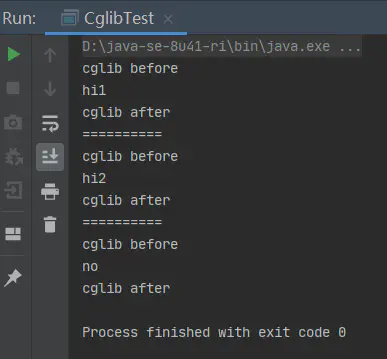 Run: CglibTest
D:\java-se-8u41-ri\bin\java.exe ...
cglib before
hi1
cglib after
==========
cglib before
hi2
cglib after
==========
cglib before
no
cglib after
Process finished with exit code 0